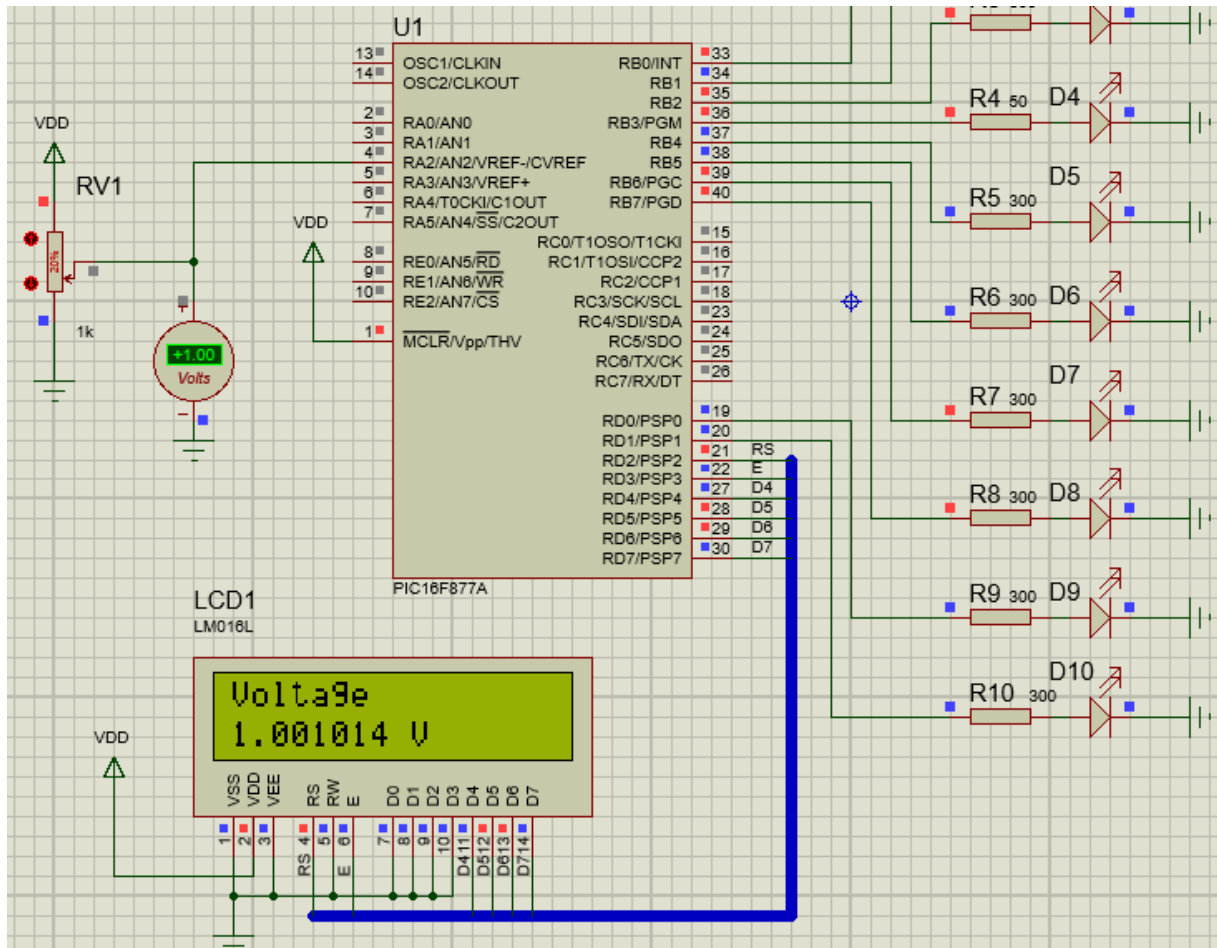 U1
13
OSC1/CLKIN
14
OSC2/CLKOUT
2
RA0/AN0
3
RA1/AN1
4
RA2/AN2/VREF-/CVREF
5
RA3/AN3/VREF+
6
RA4/T0CKI/C1OUT
7
RA5/AN4/SS/C2OUT
8
RE0/AN5/RD
9
RE1/AN6/WR
10
RE2/AN7/CS
1
MCLR/Vpp/THV
RB0/INT
33
RB1
34
RB2
35
RB3/PGM
36
RB4
37
RB5
38
RB6/PGC
39
RB7/PGD
40
RC0/T1OSO/T1CKI
15
RC1/T1OSI/CCP2
16
RC2/CCP1
17
RC3/SCK/SCL
18
RC4/SDI/SDA
23
RC5/SDO
24
RC6/TX/CK
25
RC7/RX/DT
26
RD0/PSP0
19
RD1/PSP1
20
RD2/PSP2
21
RS
RD3/PSP3
22
E
RD4/PSP4
27
D4
RD5/PSP5
28
D5
RD6/PSP6
29
D6
RD7/PSP7
30
D7
PIC16F877A
VDD
RV1
20%
1k
VDD
+1.00
Volts
R4 50 D4
R5 300 D5
R6 300 D6
R7 300 D7
R8 300 D8
R9 300 D9
R10 300 D10
LCD1
LM016L
Voltage
1.001014 V
VDD
VSS
VDD
VEE
RS
RW
E
D0
D1
D2
D3
D4
D5
D6
D7
1
2
3
4
5
6
7
8
9
10
11
12
13
14
RS
E
D4
D5
D6
D7